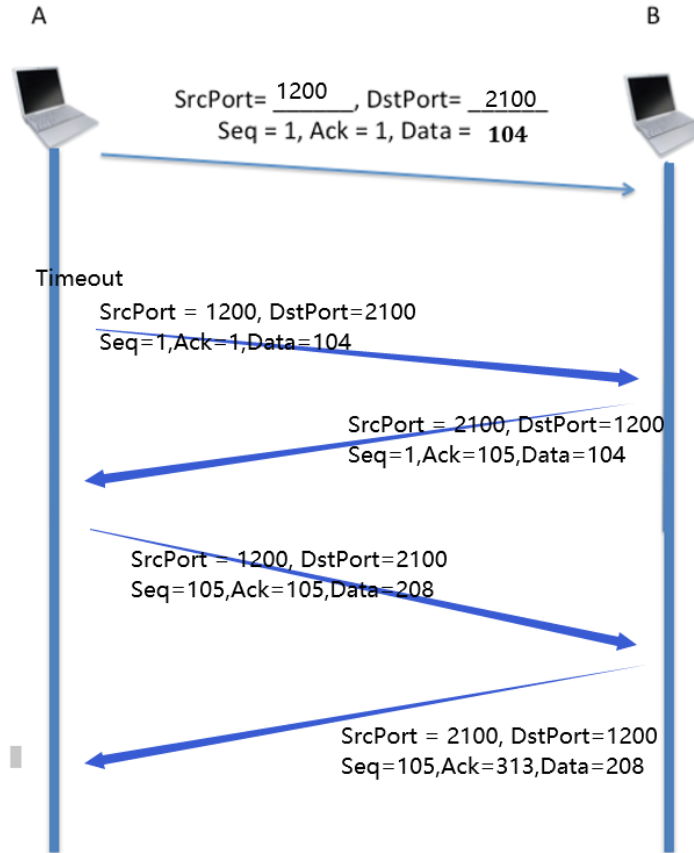 A
B
SrcPort= 1200, DstPort= 2100
Seq = 1, Ack = 1, Data = 104
Timeout
SrcPort = 1200, DstPort=2100
Seq=1,Ack=1,Data=104
SrcPort = 2100, DstPort=1200
Seq=1,Ack=105,Data=104
SrcPort = 1200, DstPort=2100
Seq=105,Ack=105,Data=208
SrcPort = 2100, DstPort=1200
Seq=105,Ack=313,Data=208